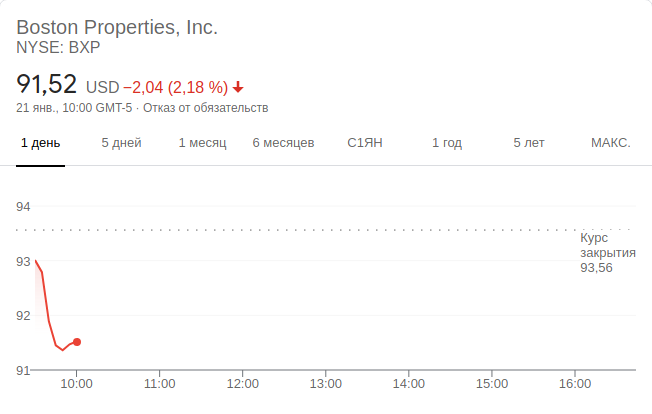 Boston Properties, Inc.
NYSE: BXP
91,52 USD −2,04 (2,18 %)
21 янв., 10:00 GMT-5 · Отказ от обязательств
1 день 5 дней 1 месяц 6 месяцев С1ЯН 1 год 5 лет МАКС.
94
Курс
закрытия
93,56
93
92
91
10:00 11:00 12:00 13:00 14:00 15:00 16:00